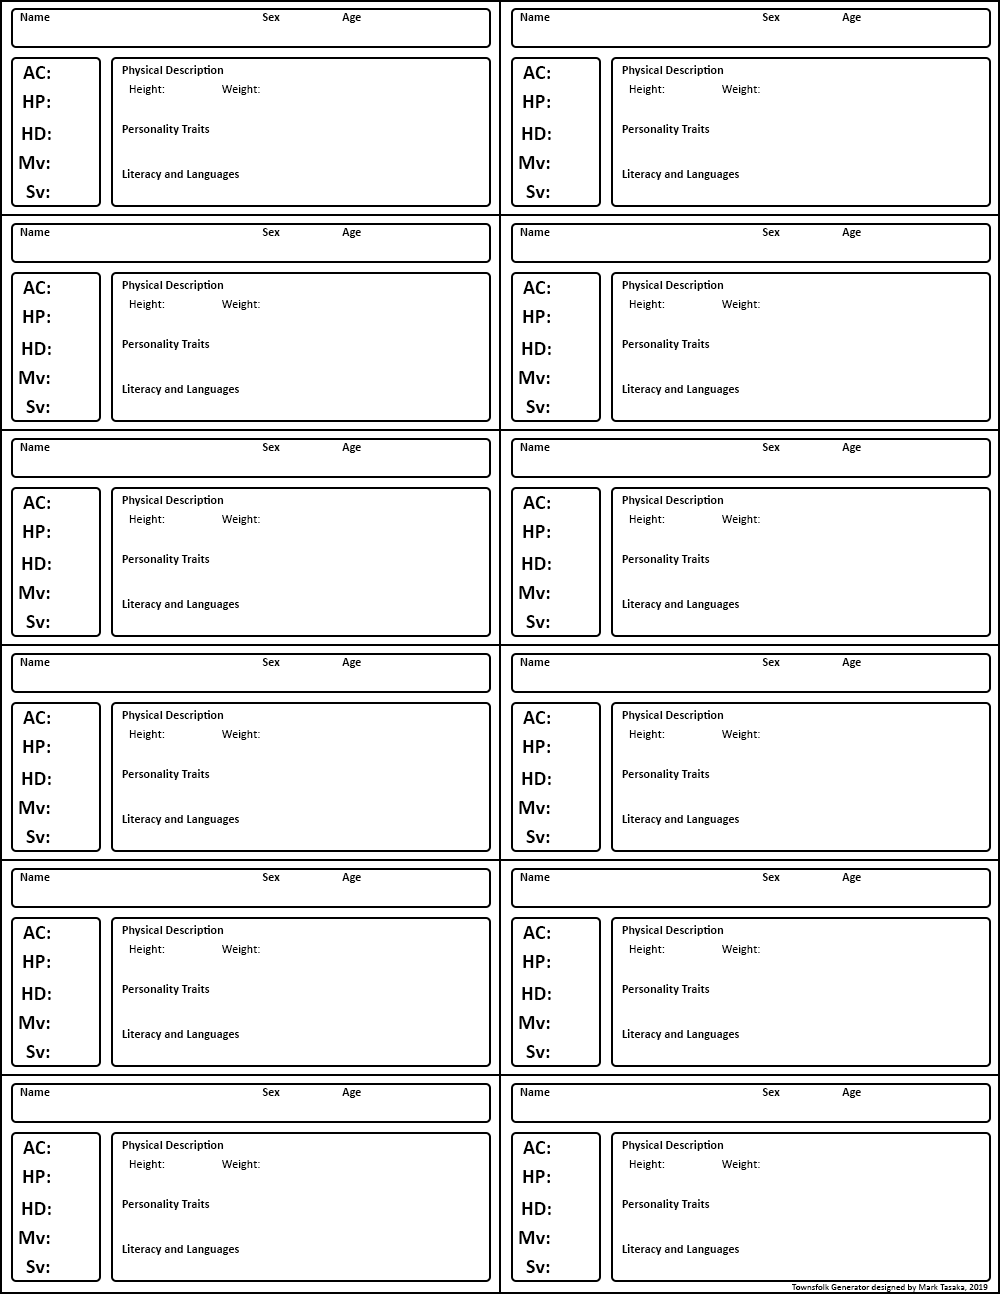 Name Sex Age
AC:
HP:
HD:
Mv:
Sv:
Physical Description
Height: Weight:
Personality Traits
Literacy and Languages
Name Sex Age
AC:
HP:
HD:
Mv:
Sv:
Physical Description
Height: Weight:
Personality Traits
Literacy and Languages
Name Sex Age
AC:
HP:
HD:
Mv:
Sv:
Physical Description
Height: Weight:
Personality Traits
Literacy and Languages
Name Sex Age
AC:
HP:
HD:
Mv:
Sv:
Physical Description
Height: Weight:
Personality Traits
Literacy and Languages
Name Sex Age
AC:
HP:
HD:
Mv:
Sv:
Physical Description
Height: Weight:
Personality Traits
Literacy and Languages
Name Sex Age
AC:
HP:
HD:
Mv:
Sv:
Physical Description
Height: Weight:
Personality Traits
Literacy and Languages
Name Sex Age
AC:
HP:
HD:
Mv:
Sv:
Physical Description
Height: Weight:
Personality Traits
Literacy and Languages
Name Sex Age
AC:
HP:
HD:
Mv:
Sv:
Physical Description
Height: Weight:
Personality Traits
Literacy and Languages
Name Sex Age
AC:
HP:
HD:
Mv:
Sv:
Physical Description
Height: Weight:
Personality Traits
Literacy and Languages
Name Sex Age
AC:
HP:
HD:
Mv:
Sv:
Physical Description
Height: Weight:
Personality Traits
Literacy and Languages
Name Sex Age
AC:
HP:
HD:
Mv:
Sv:
Physical Description
Height: Weight:
Personality Traits
Literacy and Languages
Name Sex Age
AC:
HP:
HD:
Mv:
Sv:
Physical Description
Height: Weight:
Personality Traits
Literacy and Languages
Townsfolk Generator designed by Mark Tasaka, 2019